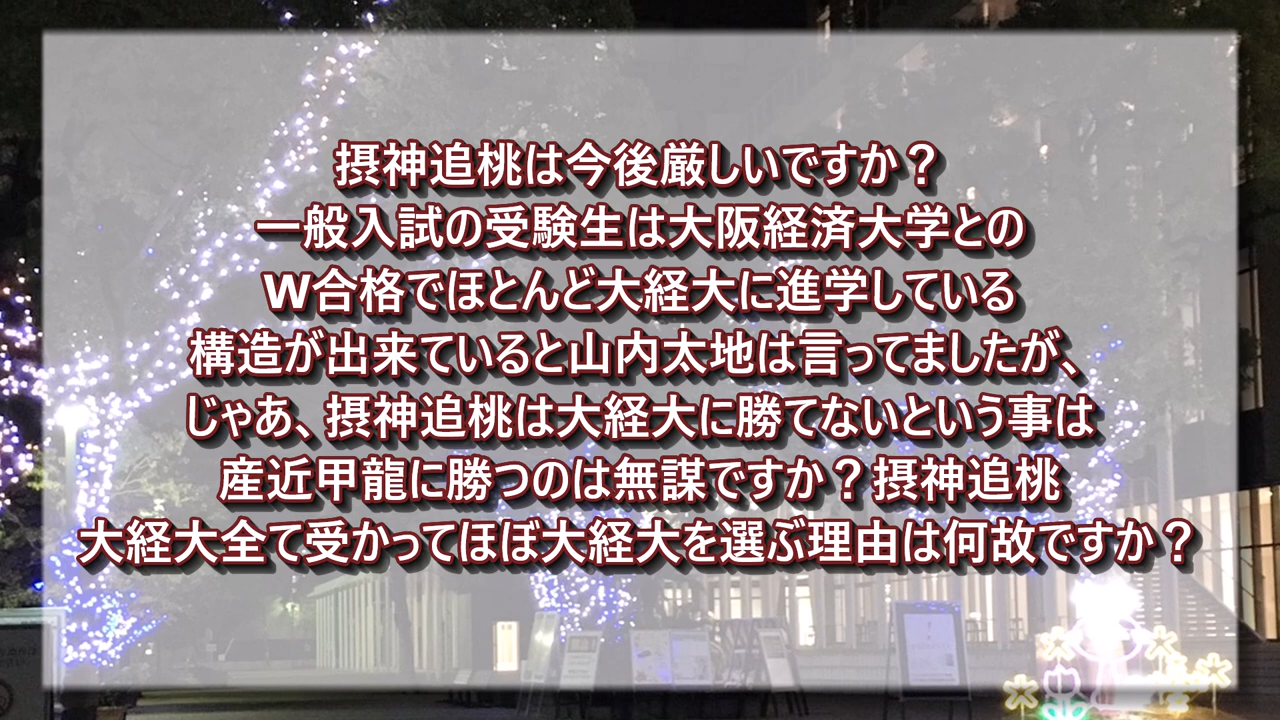 摂神追桃は今後厳しいですか？
一般入試の受験生は大阪経済大学との
W合格でほとんど大経大に進学している
構造が出来ていると山内太地は言ってましたが、
じゃあ、摂神追桃は大経大に勝てないという事は
産近甲龍に勝つのは無謀ですか？摂神追桃
大経大全て受かってほぼ大経大を選ぶ理由は何故ですか？